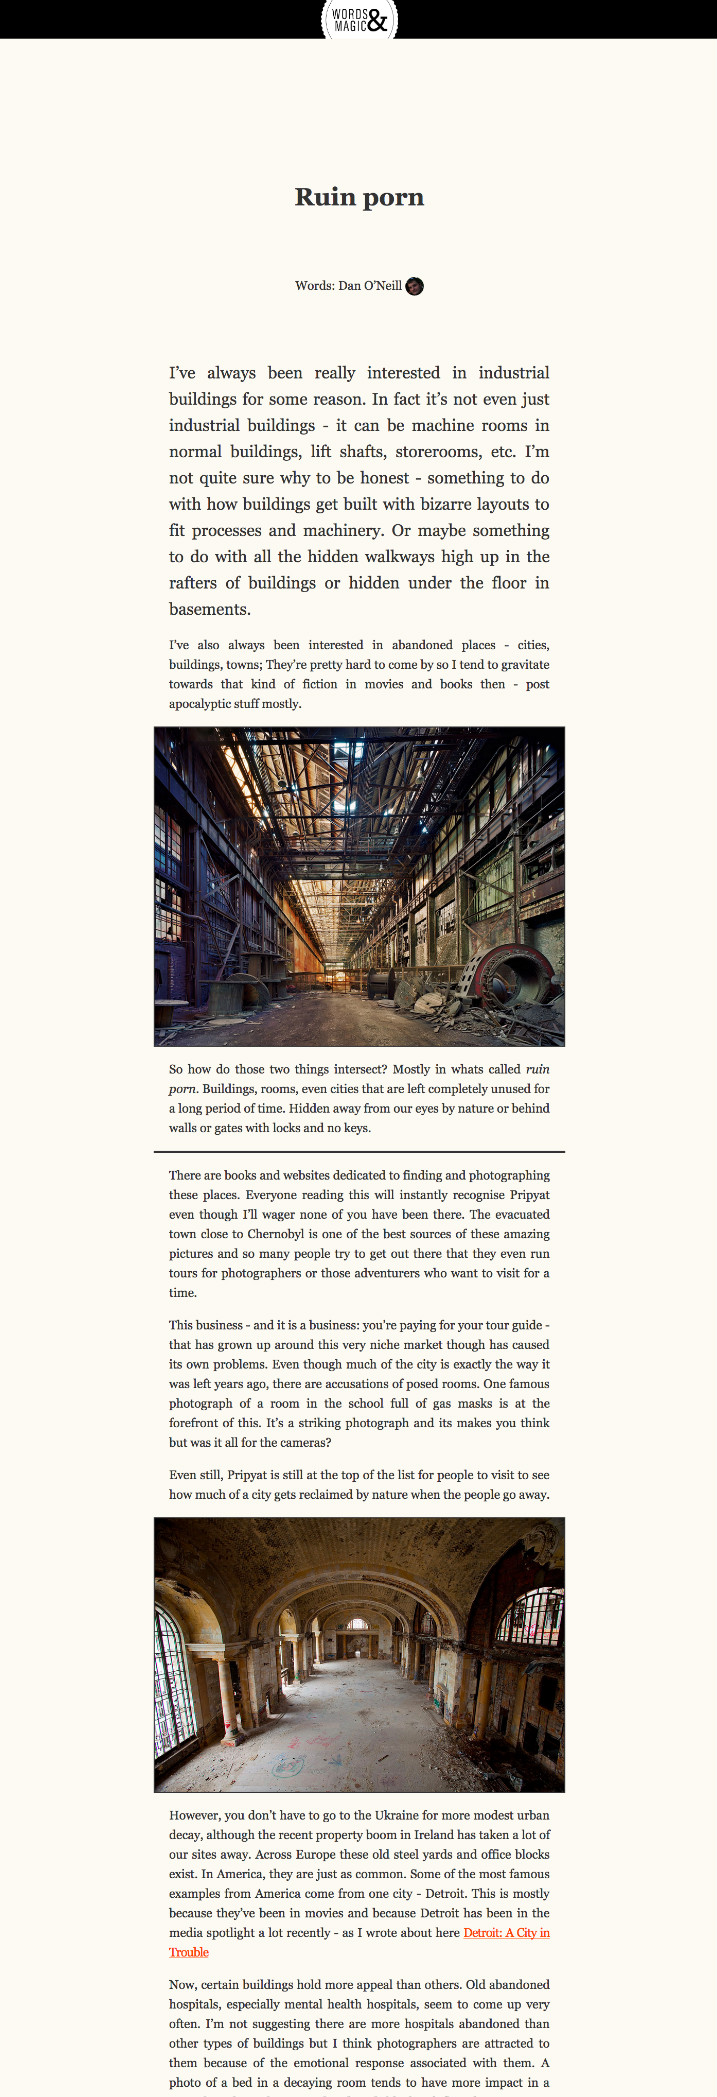 WORDS &
MAGIC
Ruin porn
Words: Dan O'Neill
I've always been really interested in industrial
buildings for some reason. In fact it's not even just
industrial buildings - it can be machine rooms in
normal buildings, lift shafts, storerooms, etc. I'm
not quite sure why to be honest - something to do
with how buildings get built with bizarre layouts to
fit processes and machinery. Or maybe something
to do with all the hidden walkways high up in the
rafters of buildings or hidden under the floor in
basements.
I've also always been interested in abandoned places - cities,
buildings, towns; They're pretty hard to come by so I tend to gravitate
towards that kind of fiction in movies and books then - post
apocalyptic stuff mostly.
So how do those two things intersect? Mostly in whats called ruin
porn. Buildings, rooms, even cities that are left completely unused for
a long period of time. Hidden away from our eyes by nature or behind
walls or gates with locks and no keys.
There are books and websites dedicated to finding and photographing
these places. Everyone reading this will instantly recognise Pripyat
even though I'll wager none of you have been there. The evacuated
town close to Chernobyl is one of the best sources of these amazing
pictures and so many people try to get out there that they even run
tours for photographers or those adventurers who want to visit for a
time.
This business - and it is a business: you're paying for your tour guide -
that has grown up around this very niche market though has caused
its own problems. Even though much of the city is exactly the way it
was left years ago, there are accusations of posed rooms. One famous
photograph of a room in the school full of gas masks is at the
forefront of this. It's a striking photograph and its makes you think
but was it all for the cameras?
Even still, Pripyat is still at the top of the list for people to visit to see
how much of a city gets reclaimed by nature when the people go away.
However, you don't have to go to the Ukraine for more modest urban
decay, although the recent property boom in Ireland has taken a lot of
our sites away. Across Europe these old steel yards and office blocks
exist. In America, they are just as common. Some of the most famous
examples from America come from one city - Detroit. This is mostly
because they've been in movies and because Detroit has been in the
media spotlight a lot recently - as I wrote about here Detroit: A City in
Trouble
Now, certain buildings hold more appeal than others. Old abandoned
hospitals, especially mental health hospitals, seem to come up very
often. I'm not suggesting there are more hospitals abandoned than
other types of buildings but I think photographers are attracted to
them because of the emotional response associated with them. A
photo of a bed in a decaying room tends to have more impact in a